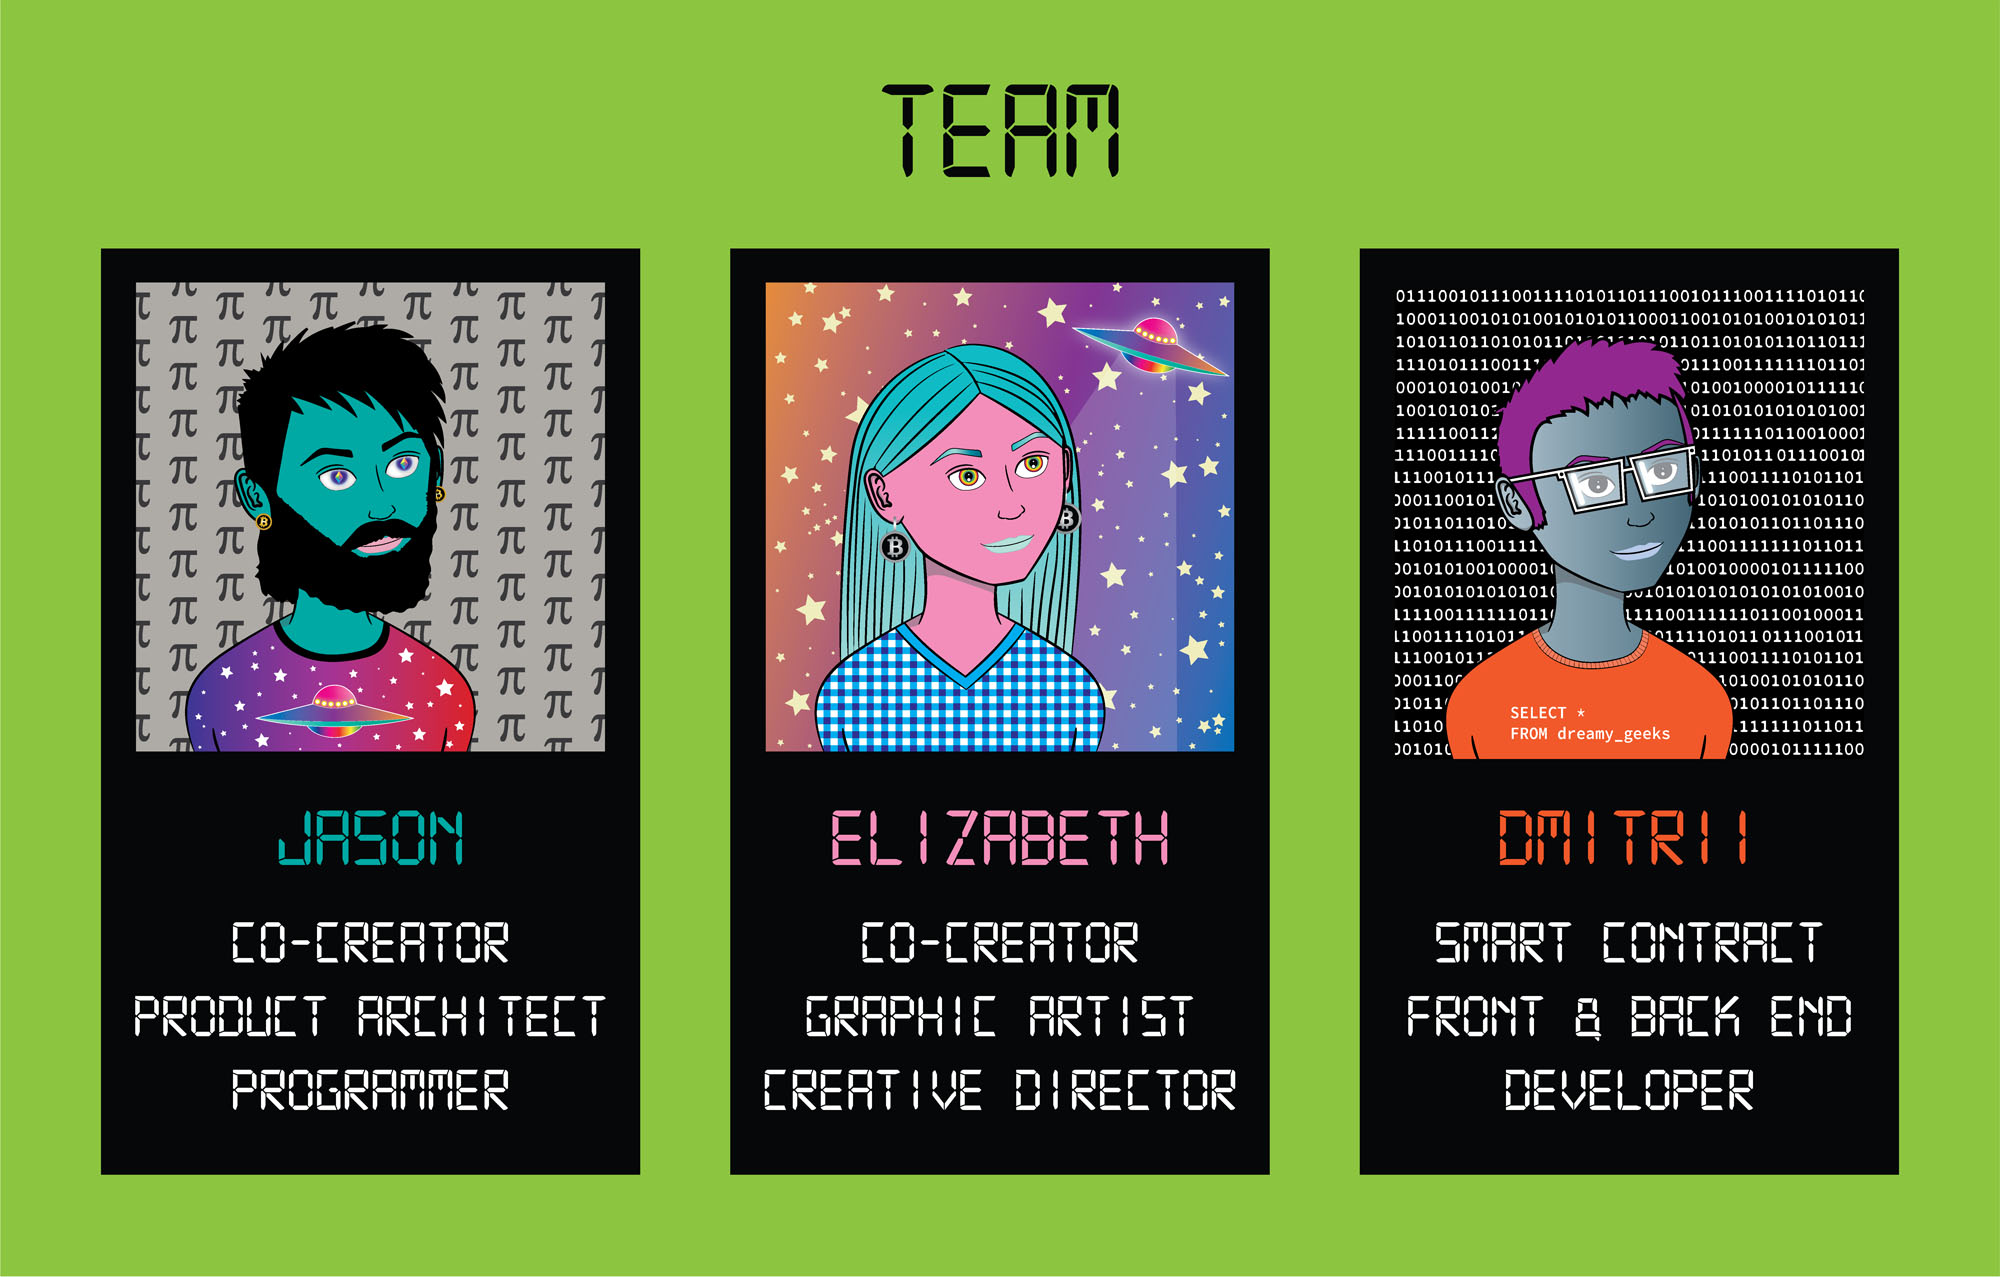 TEAM
SELECT *
FROM dreamy_geeks
JASON
CO-CREATOR
PRODUCT ARCHITECT
PROGRAMMER
ELIZABETH
CO-CREATOR
GRAPHIC ARTIST
CREATIVE DIRECTOR
DMITRII
SMART CONTRACT
FRONT & BACK END
DEVELOPER